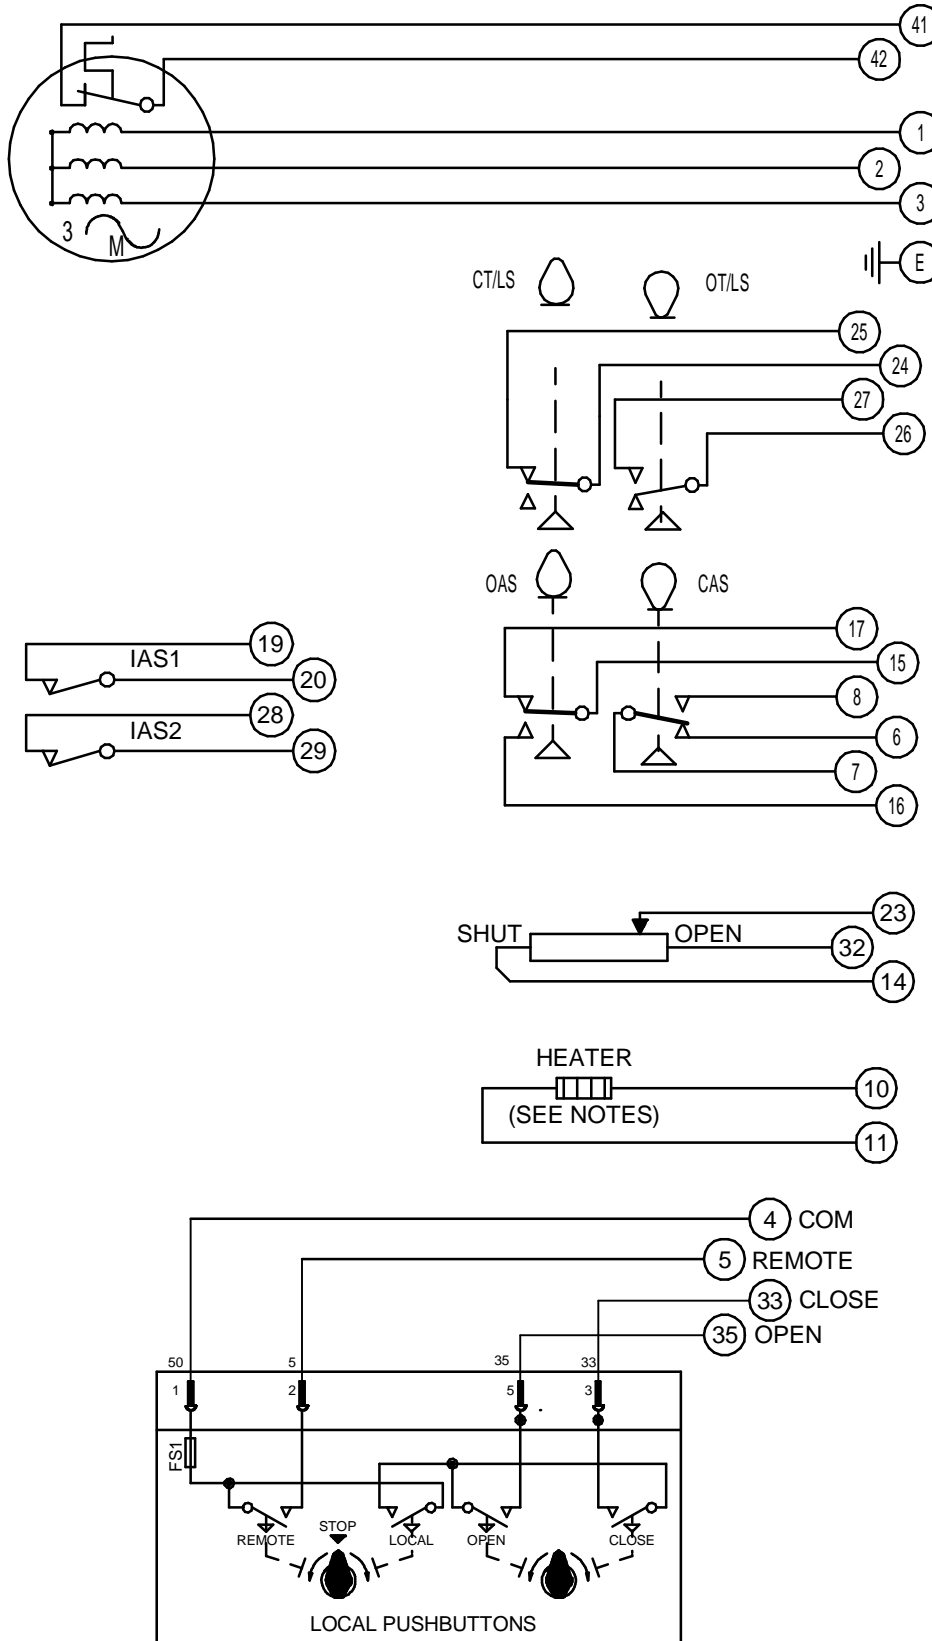 41
42
1
2
3
3 M
E
CT/LS OT/LS
25
24
27
26
OAS CAS
17
15
19
IAS1
20
8
28
IAS2
6
29
7
16
23
SHUT OPEN
32
14
HEATER
10
(SEE NOTES)
11
4 COM
5 REMOTE
33 CLOSE
35 OPEN
50 5 35 33
1 2 5 3
FS1
STOP
REMOTE LOCAL OPEN CLOSE
LOCAL PUSHBUTTONS